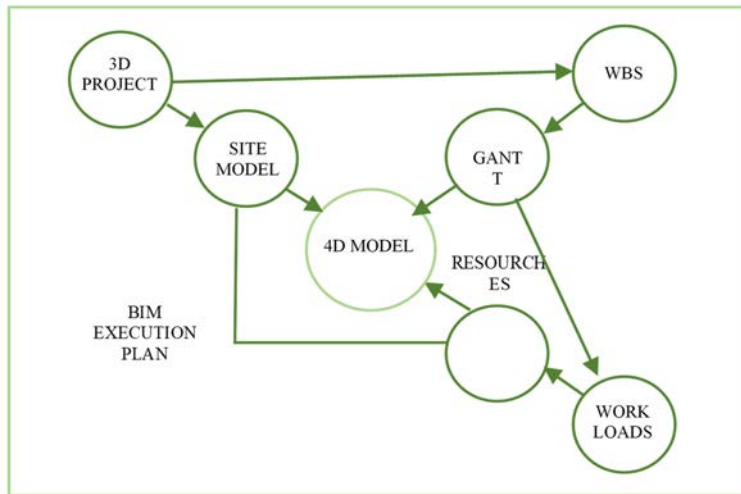 3D
PROJECT
WBS
SITE
MODEL
GANT
T
4D MODEL
RESOURCH
ES
BIM
EXECUTION
PLAN
WORK
LOADS